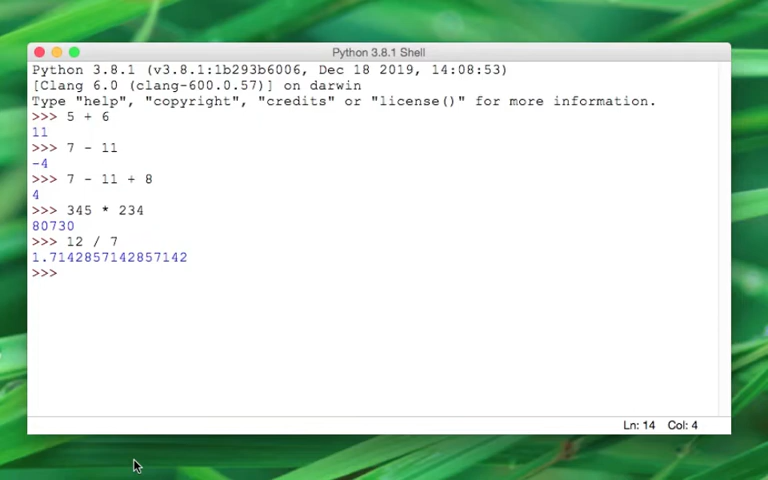 Python 3.8.1 Shell
Python 3.8.1 (v3.8.1:1b293b6006, Dec 18 2019, 14:08:53)
[Clang 6.0 (clang-600.0.57)] on darwin
Type "help", "copyright", "credits" or "license()" for more information.
>>> 5 + 6
11
>>> 7 - 11
-4
>>> 7 - 11 + 8
4
>>> 345 * 234
80730
>>> 12 / 7
1.7142857142857142
>>>
Ln: 14 Col: 4